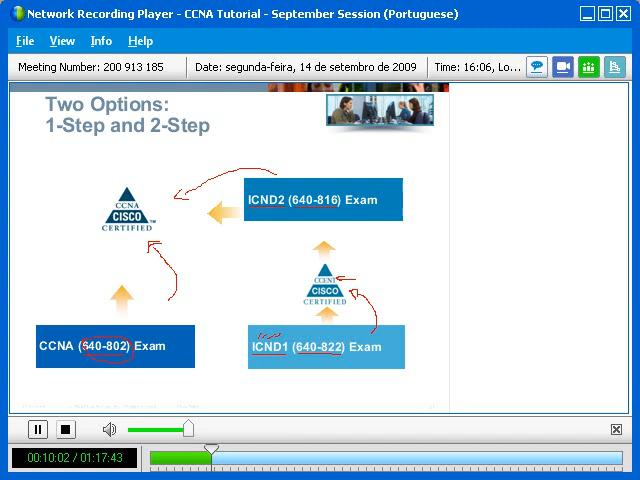 Network Recording Player - CCNA Tutorial - September Session (Portuguese)
File View Info Help
Meeting Number: 200 913 185 Date: segunda-feira, 14 de setembro de 2009 Time: 16:06, Lo...
Two Options:
1-Step and 2-Step
CCNA
CISCO
CERTIFIED
TM
ICND2 (640-816) Exam
CCENT
CISCO
CERTIFIED
CCNA (640-802) Exam
ICND1 (640-822) Exam
00:10:02 / 01:17:43